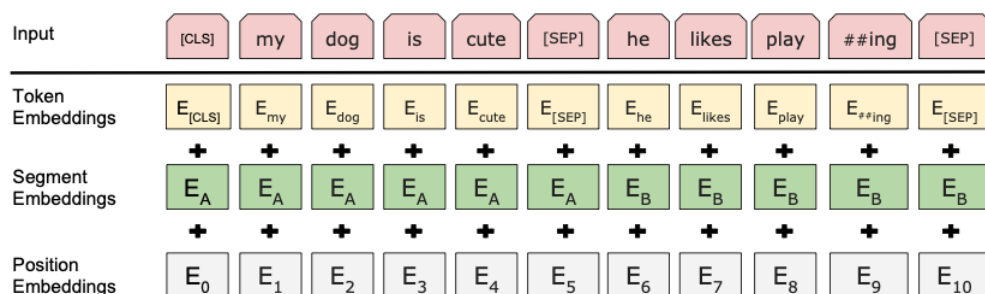 Input [CLS] my dog is cute [SEP] he likes play ##ing [SEP]
Token Embeddings E[CLS] Emy Edog Eis Ecute E[SEP] Ehe Elikes Eplay E##ing E[SEP]
+ + + + + + + + + + +
Segment Embeddings EA EA EA EA EA EA EB EB EB EB EB
+ + + + + + + + + + +
Position Embeddings E0 E1 E2 E3 E4 E5 E6 E7 E8 E9 E10